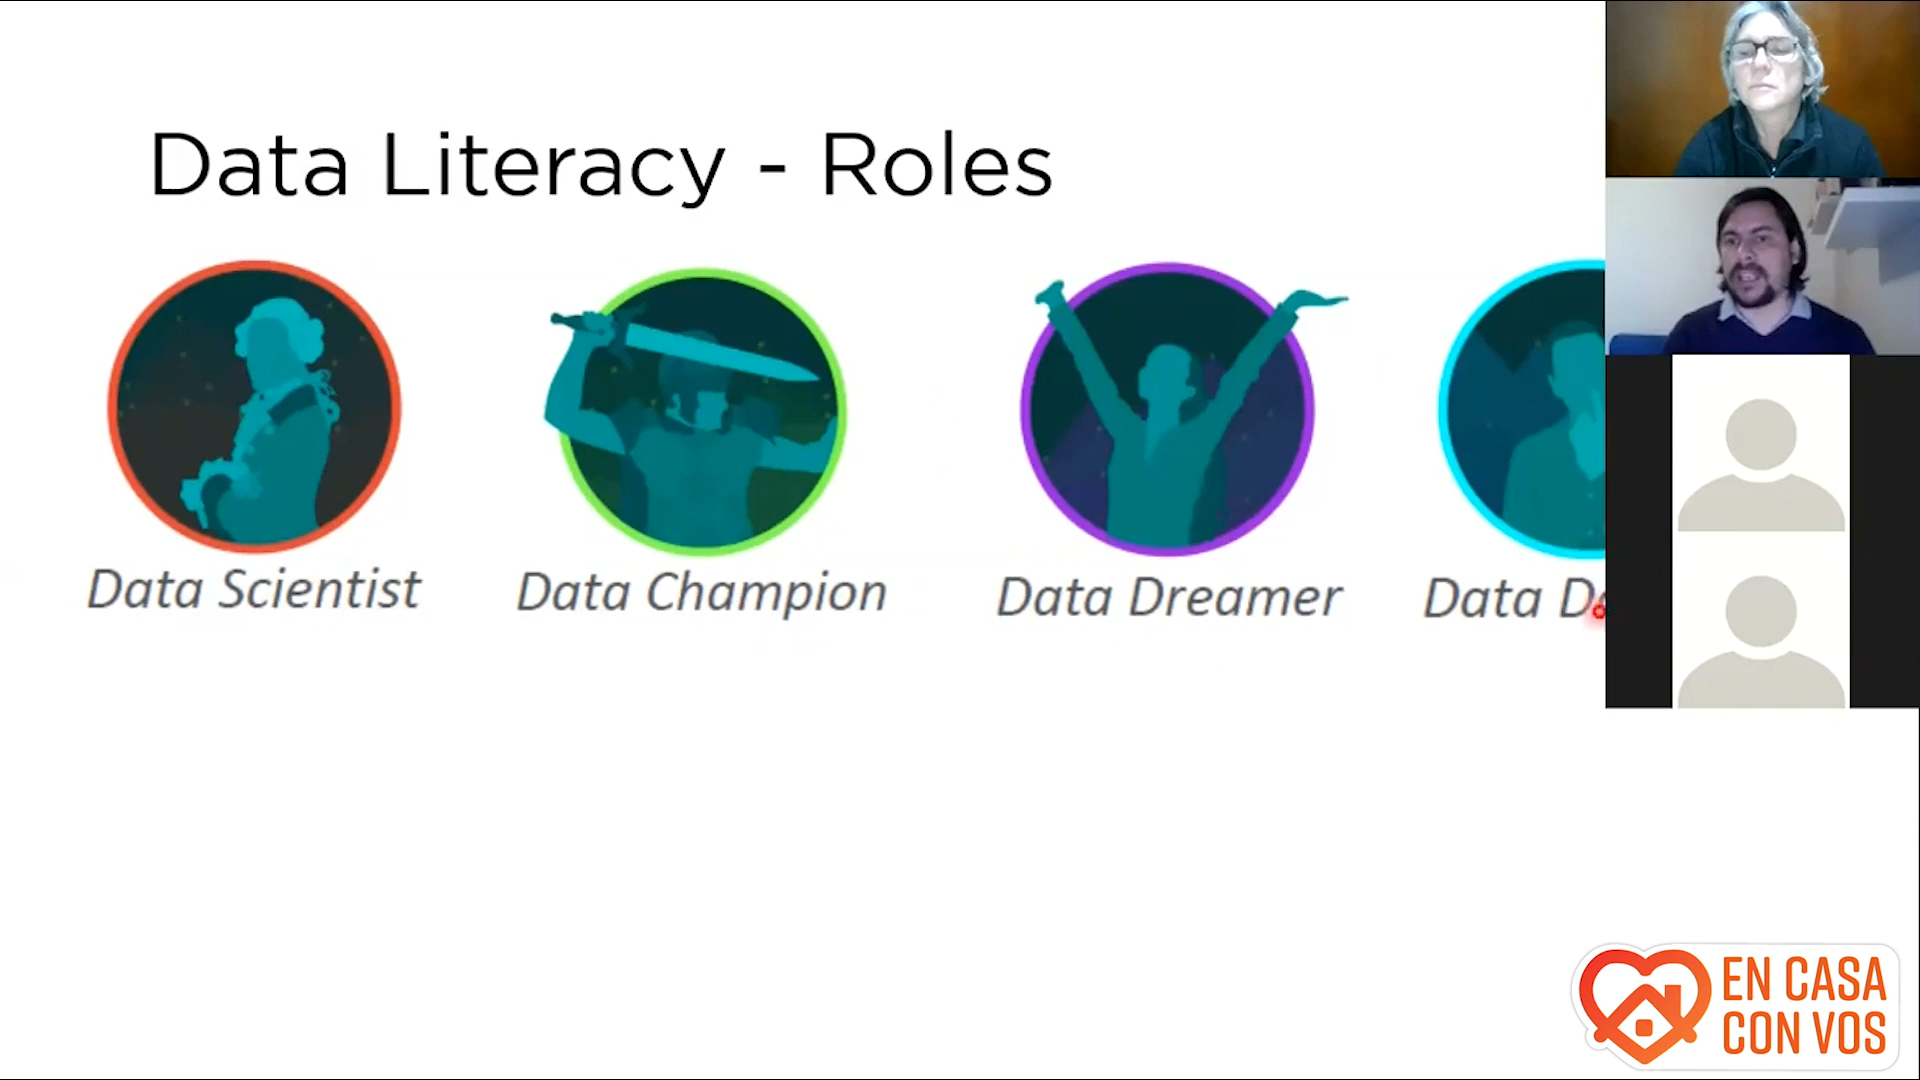 Data Literacy - Roles
Data Scientist
Data Champion
Data Dreamer
Data
EN CASA
CON VOS